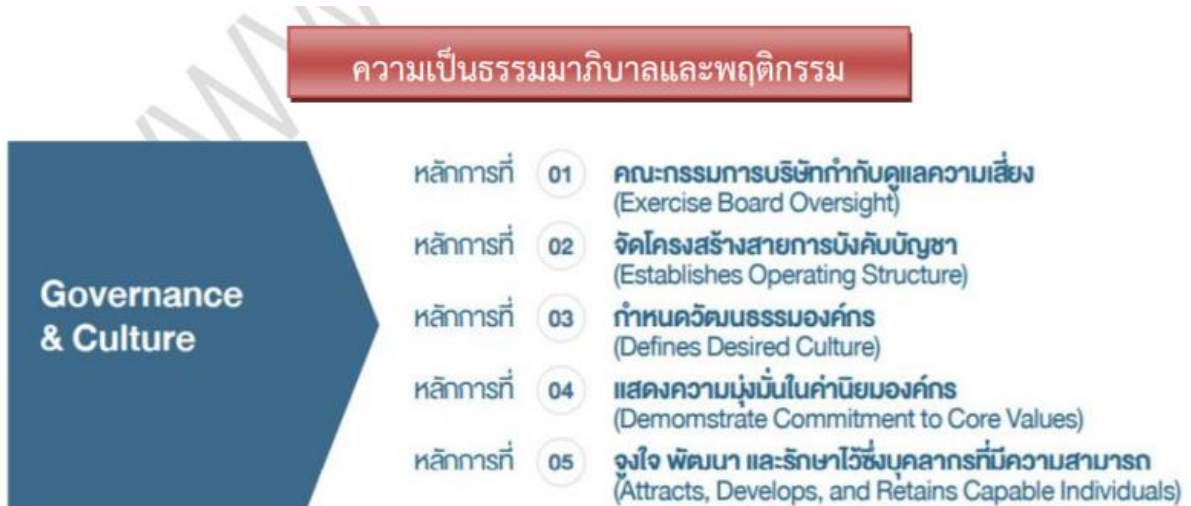 ความเป็นธรรมมาภิบาลและพฤติกรรม
Governance
& Culture
หลักการที่ 01 คณะกรรมการบริษัทกำกับดูแลความเสี่ยง
(Exercise Board Oversight)
หลักการที่ 02 จัดโครงสร้างสายการบังคับบัญชา
(Establishes Operating Structure)
หลักการที่ 03 กำหนดวัฒนธรรมองค์กร
(Defines Desired Culture)
หลักการที่ 04 แสดงความมุ่งมั่นในค่านิยมองค์กร
(Demomstrate Commitment to Core Values)
หลักการที่ 05 จูงใจ พัฒนา และรักษาไว้ซึ่งบุคลากรที่มีความสามารถ
(Attracts, Develops, and Retains Capable Individuals)